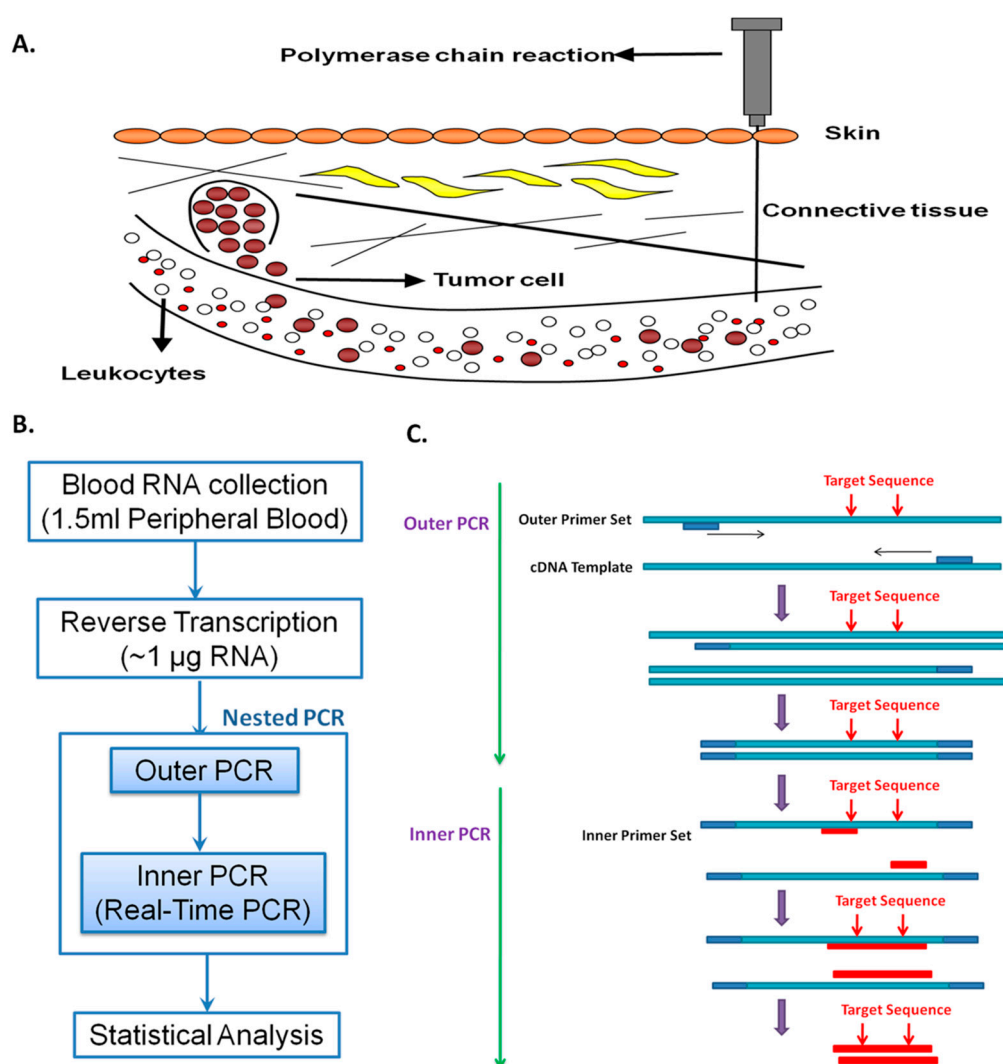 A.
Polymerase chain reaction
Skin
Connective tissue
Tumor cell
Leukocytes
B.
Blood RNA collection
(1.5ml Peripheral Blood)
Reverse Transcription
(~1 µg RNA)
Nested PCR
Outer PCR
Inner PCR
(Real-Time PCR)
Statistical Analysis
C.
Target Sequence
Outer PCR
Outer Primer Set
cDNA Template
Target Sequence
Target Sequence
Target Sequence
Inner PCR
Inner Primer Set
Target Sequence
Target Sequence